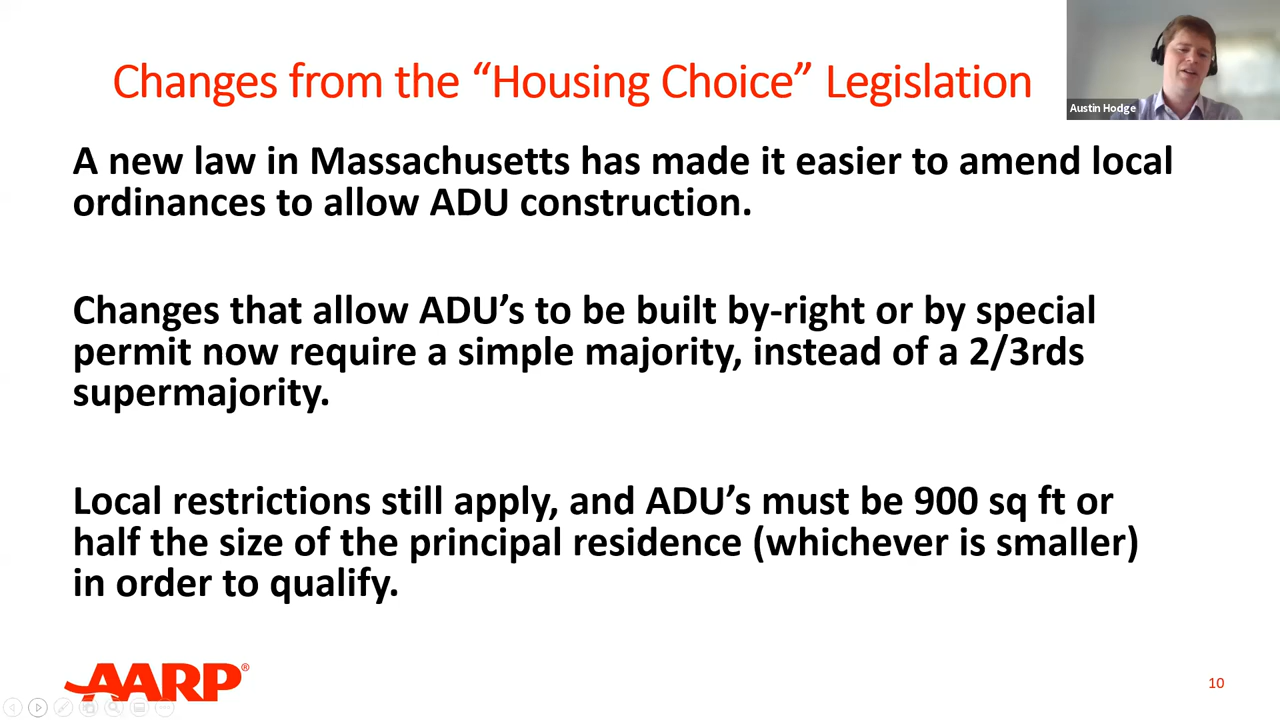 Changes from the “Housing Choice” Legislation
Austin Hodge
A new law in Massachusetts has made it easier to amend local
ordinances to allow ADU construction.
Changes that allow ADU’s to be built by-right or by special
permit now require a simple majority, instead of a 2/3rds
supermajority.
Local restrictions still apply, and ADU’s must be 900 sq ft or
half the size of the principal residence (whichever is smaller)
in order to qualify.
AARP®
10